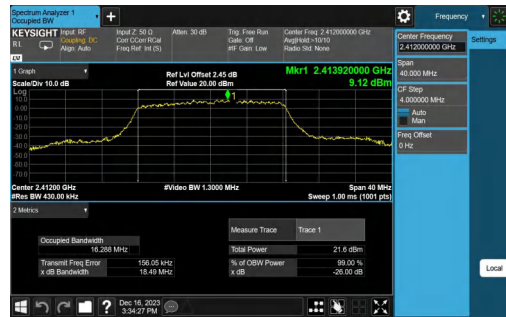 Spectrum Analyzer 1
Occupied BW
Frequency
KEYSIGHT
RL
Input: RF
Coupling: DC
Align: Auto
Input Z: 50 Ω
Corr CCorr RCal
Freq Ref: Int (S)
Atten: 30 dB
Trig: Free Run
Gate: Off
#IF Gain: Low
Center Freq: 2.412000000 GHz
Avg|Hold:>10/10
Radio Std: None
Center Frequency
2.412000000 GHz
Settings
Span
40.000 MHz
CF Step
4.000000 MHz
Auto
Man
Freq Offset
0 Hz
Local
1 Graph
Scale/Div 10.0 dB
Log
Ref Lvl Offset 2.45 dB
Ref Value 20.00 dBm
Mkr1 2.413920000 GHz
9.12 dBm
1
10.0
0.00
-10.0
-20.0
-30.0
-40.0
-50.0
-60.0
-70.0
Center 2.41200 GHz
#Res BW 430.00 kHz
#Video BW 1.3000 MHz
Span 40 MHz
Sweep 1.00 ms (1001 pts)
2 Metrics
Measure Trace
Trace 1
Occupied Bandwidth
16.288 MHz
Total Power
21.6 dBm
Transmit Freq Error
156.05 kHz
% of OBW Power
99.00 %
x dB Bandwidth
18.49 MHz
x dB
-26.00 dB
?
Dec 16, 2023
3:34:27 PM